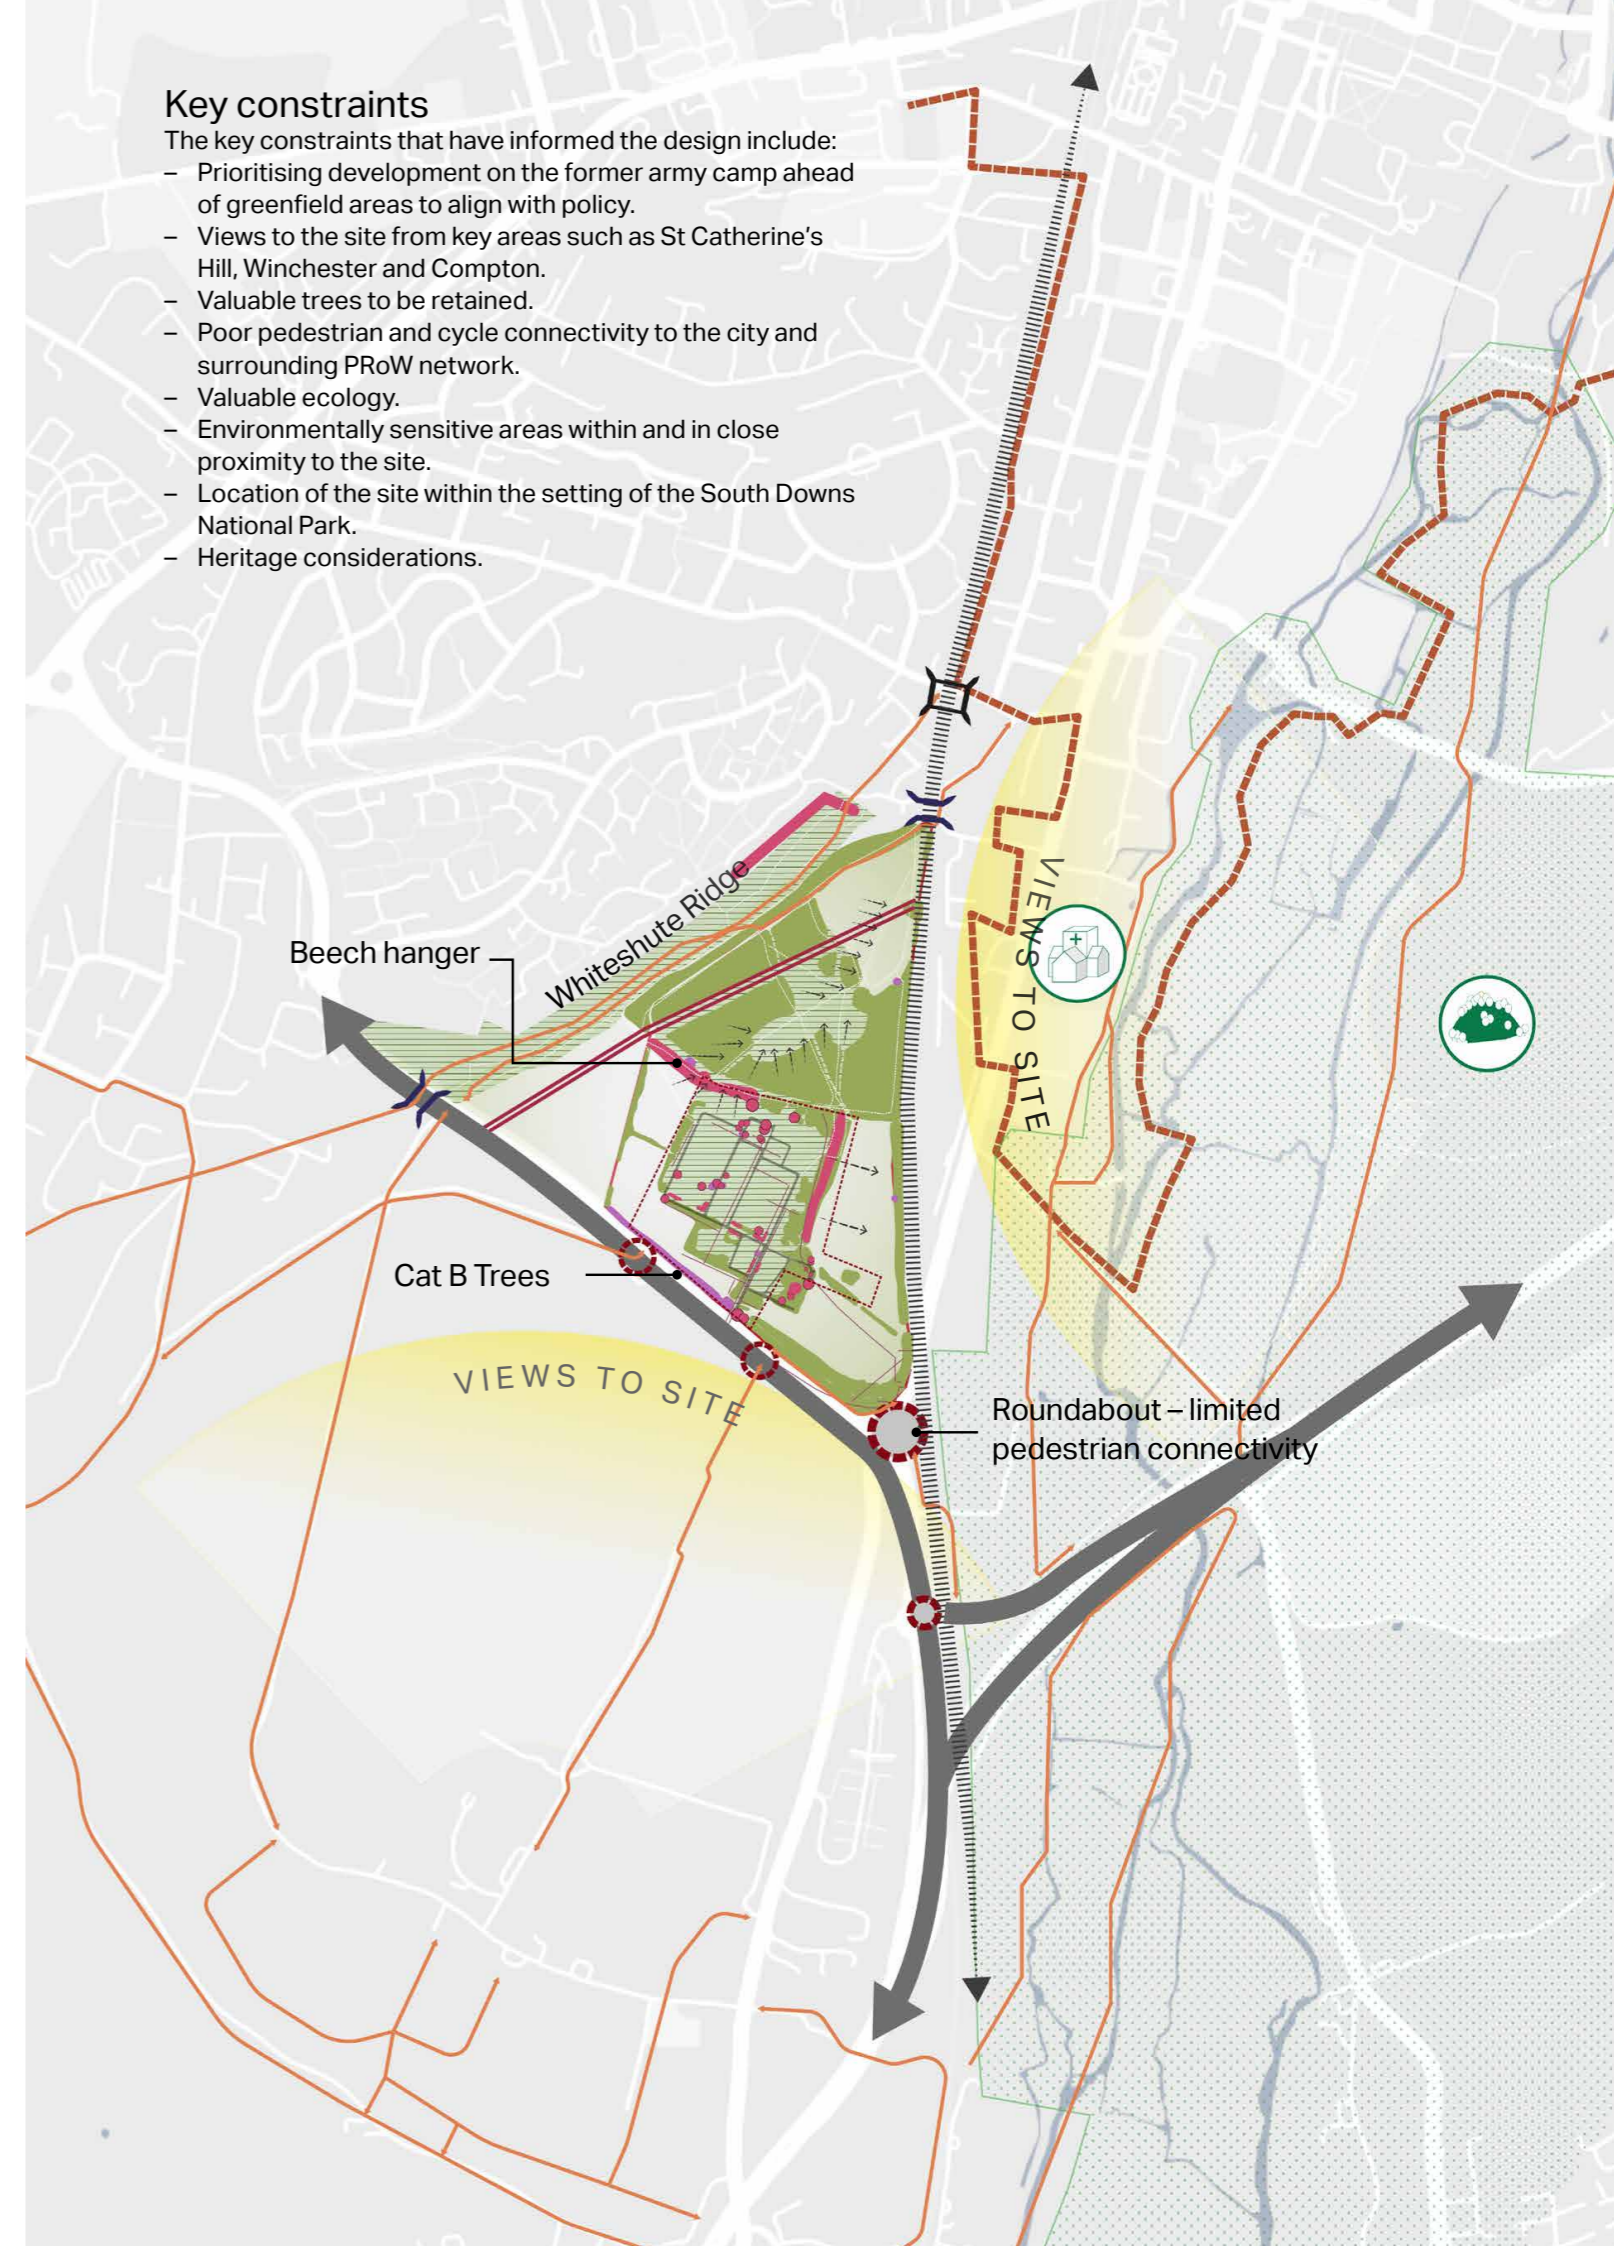 Key constraints
The key constraints that have informed the design include:
– Prioritising development on the former army camp ahead
of greenfield areas to align with policy.
– Views to the site from key areas such as St Catherine's
Hill, Winchester and Compton.
– Valuable trees to be retained.
– Poor pedestrian and cycle connectivity to the city and
surrounding PRoW network.
– Valuable ecology.
– Environmentally sensitive areas within and in close
proximity to the site.
– Location of the site within the setting of the South Downs
National Park.
– Heritage considerations.
Whiteshute Ridge
Beech hanger
VIEWS TO SITE
Cat B Trees
VIEWS TO SITE
Roundabout – limited
pedestrian connectivity